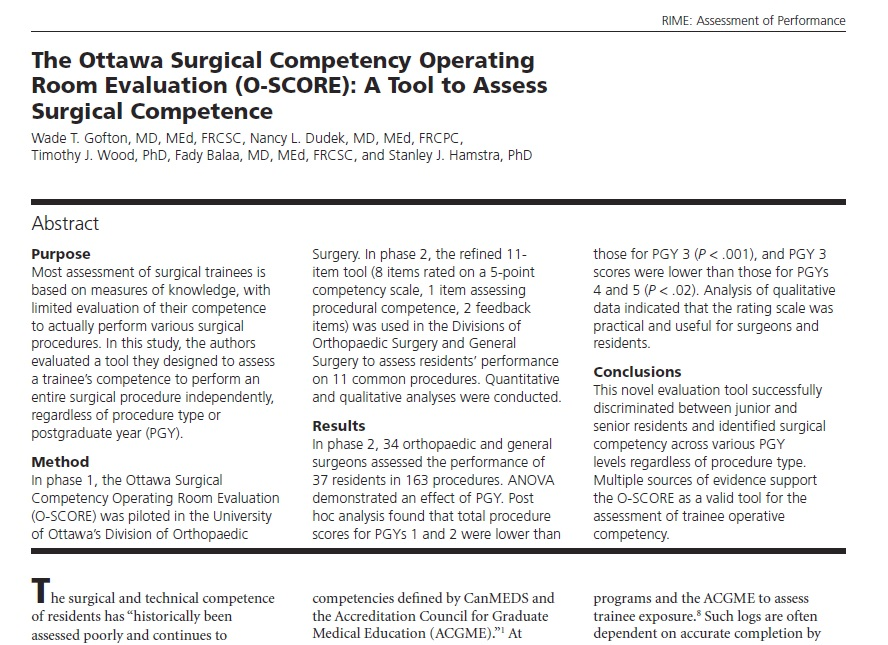 RIME: Assessment of Performance
The Ottawa Surgical Competency Operating
Room Evaluation (O-SCORE): A Tool to Assess
Surgical Competence
Wade T. Gofton, MD, MEd, FRCSC, Nancy L. Dudek, MD, MEd, FRCPC,
Timothy J. Wood, PhD, Fady Balaa, MD, MEd, FRCSC, and Stanley J. Hamstra, PhD
Abstract
Purpose
Most assessment of surgical trainees is
based on measures of knowledge, with
limited evaluation of their competence
to actually perform various surgical
procedures. In this study, the authors
evaluated a tool they designed to assess
a trainee’s competence to perform an
entire surgical procedure independently,
regardless of procedure type or
postgraduate year (PGY).
Method
In phase 1, the Ottawa Surgical
Competency Operating Room Evaluation
(O-SCORE) was piloted in the University
of Ottawa’s Division of Orthopaedic
Surgery. In phase 2, the refined 11-
item tool (8 items rated on a 5-point
competency scale, 1 item assessing
procedural competence, 2 feedback
items) was used in the Divisions of
Orthopaedic Surgery and General
Surgery to assess residents’ performance
on 11 common procedures. Quantitative
and qualitative analyses were conducted.
Results
In phase 2, 34 orthopaedic and general
surgeons assessed the performance of
37 residents in 163 procedures. ANOVA
demonstrated an effect of PGY. Post
hoc analysis found that total procedure
scores for PGYs 1 and 2 were lower than
those for PGY 3 (P < .001), and PGY 3
scores were lower than those for PGYs
4 and 5 (P < .02). Analysis of qualitative
data indicated that the rating scale was
practical and useful for surgeons and
residents.
Conclusions
This novel evaluation tool successfully
discriminated between junior and
senior residents and identified surgical
competency across various PGY
levels regardless of procedure type.
Multiple sources of evidence support
the O-SCORE as a valid tool for the
assessment of trainee operative
competency.
The surgical and technical competence
of residents has “historically been
assessed poorly and continues to
competencies defined by CanMEDS and
the Accreditation Council for Graduate
Medical Education (ACGME).”1 At
programs and the ACGME to assess
trainee exposure.8 Such logs are often
dependent on accurate completion by